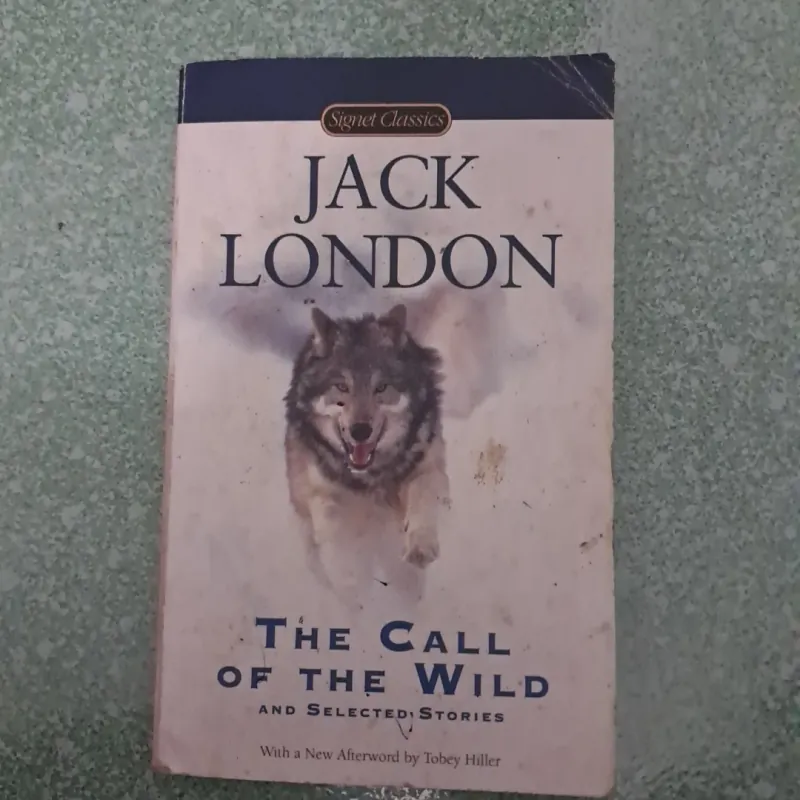 Signet Classics
JACK
LONDON
THE CALL
OF THE WILD
AND SELECTED STORIES
With a New Afterword by Tobey Hiller